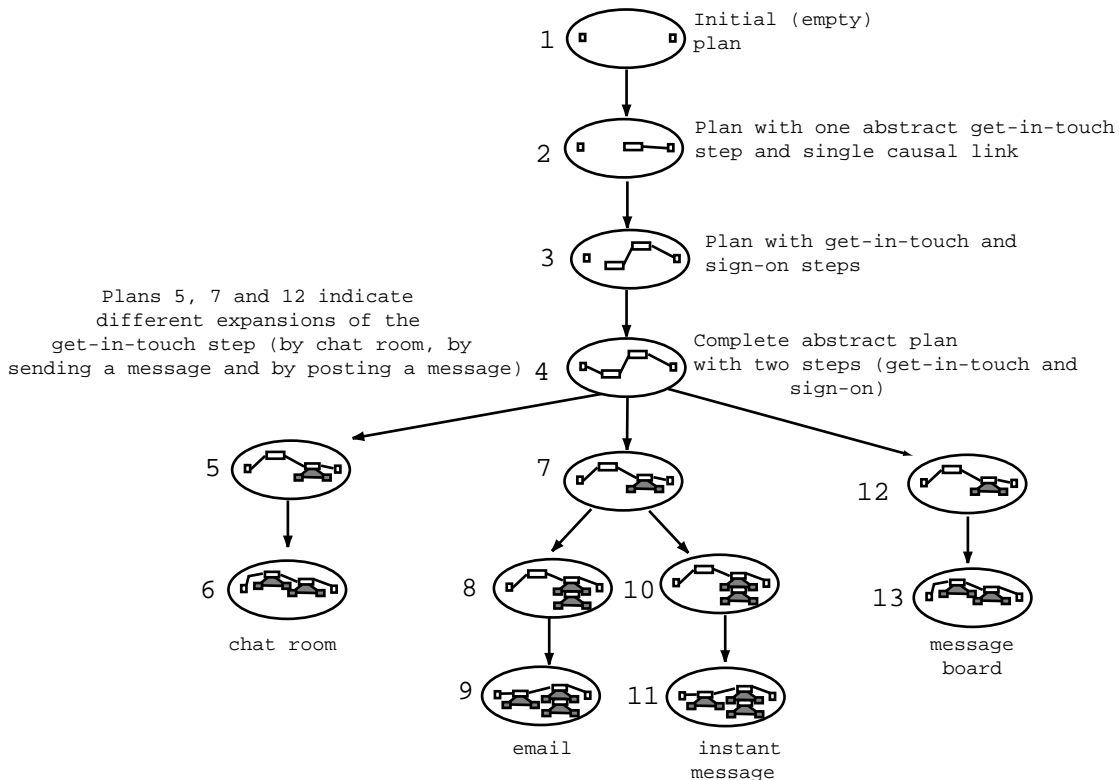 1
Initial (empty)
plan
2
Plan with one abstract get-in-touch
step and single causal link
3
Plan with get-in-touch and
sign-on steps
Plans 5, 7 and 12 indicate
different expansions of the
get-in-touch step (by chat room, by
sending a message and by posting a message)
4
Complete abstract plan
with two steps (get-in-touch and
sign-on)
5
7
12
6
8
10
13
chat room
message
board
9
11
email
instant
message